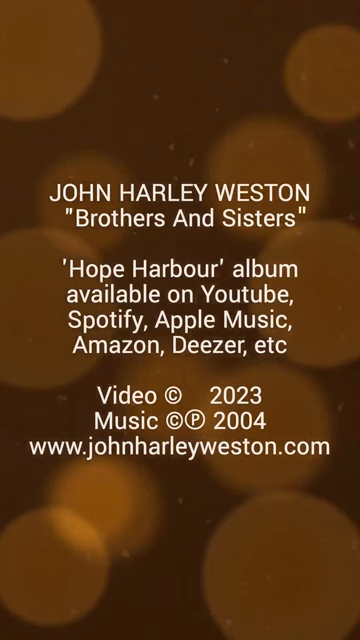 JOHN HARLEY WESTON
"Brothers And Sisters"
'Hope Harbour' album
available on Youtube,
Spotify, Apple Music,
Amazon, Deezer, etc
Video © 2023
Music ©℗ 2004
www.johnharleyweston.com